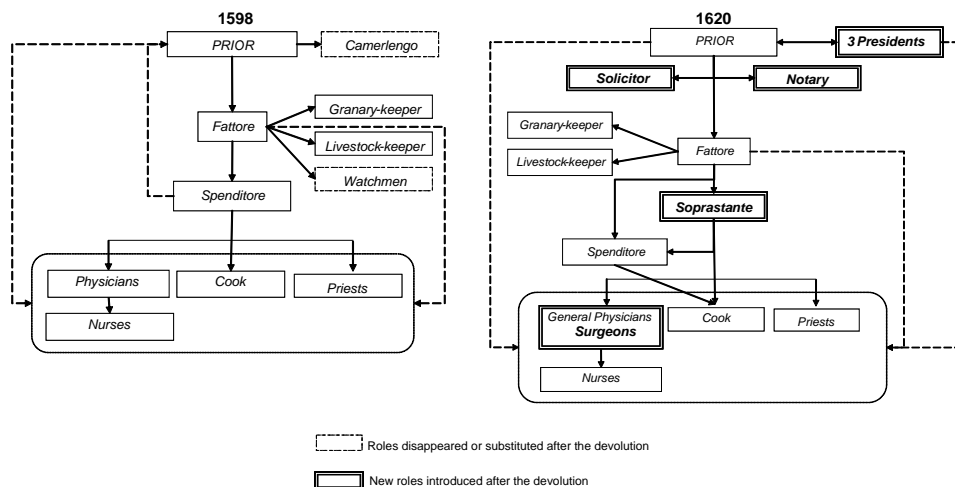 1598
PRIOR
Camerlengo
Fattore
Granary-keeper
Livestock-keeper
Watchmen
Spenditore
Physicians
Cook
Priests
Nurses
1620
PRIOR
3 Presidents
Solicitor
Notary
Granary-keeper
Livestock-keeper
Fattore
Soprastante
Spenditore
General Physicians
Surgeons
Cook
Priests
Nurses
Roles disappeared or substituted after the devolution
New roles introduced after the devolution